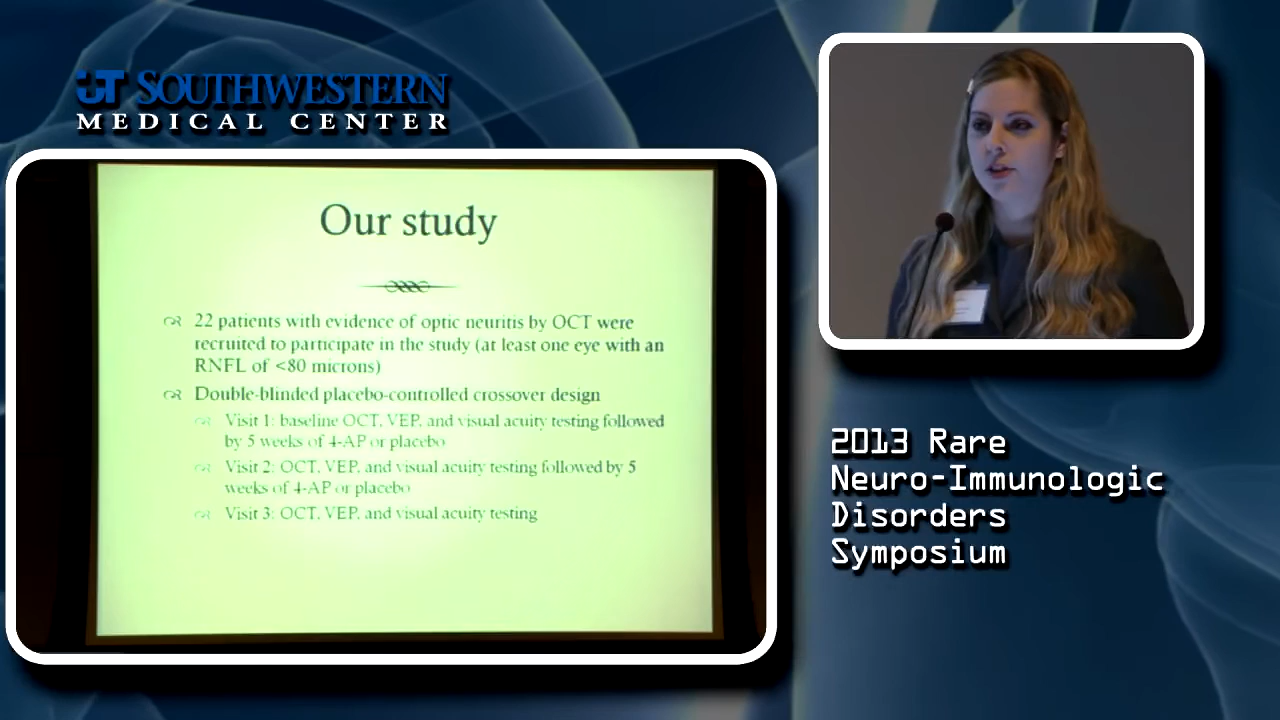 UT SOUTHWESTERN
MEDICAL CENTER
Our study
22 patients with evidence of optic neuritis by OCT were
recruited to participate in the study (at least one eye with an
RNFL of <80 microns)
Double-blinded placebo-controlled crossover design
Visit 1: baseline OCT, VEP, and visual acuity testing followed
by 5 weeks of 4-AP or placebo
Visit 2: OCT, VEP, and visual acuity testing followed by 5
weeks of 4-AP or placebo
Visit 3: OCT, VEP, and visual acuity testing
2013 Rare
Neuro-Immunologic
Disorders
Symposium